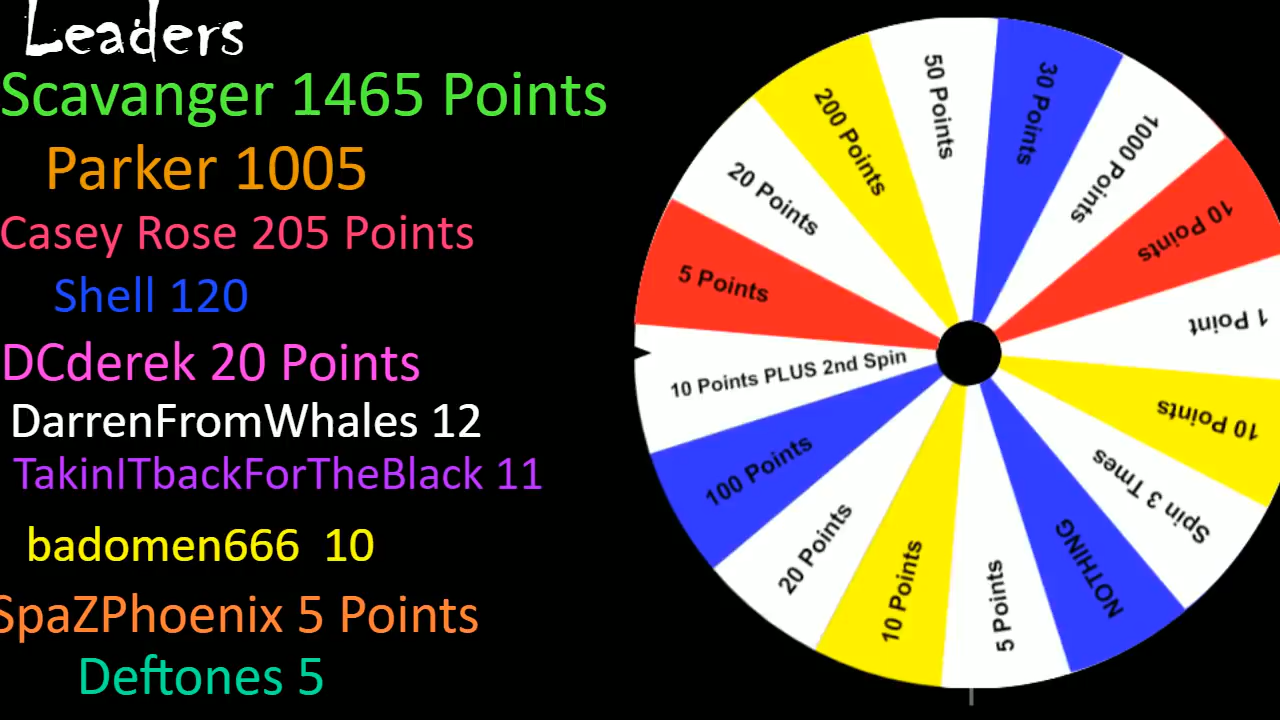 Leaders
Scavanger 1465 Points
Parker 1005
Casey Rose 205 Points
Shell 120
DCderek 20 Points
DarrenFromWhales 12
TakinITbackForTheBlack 11
badomen666 10
SpaZPhoenix 5 Points
Deftones 5
50 Points
30 Points
1000 Points
10 Points
1 Point
10 Points
Spin 3 Tmes
NOTHING
5 Points
10 Points
20 Points
100 Points
10 Points PLUS 2nd Spin
5 Points
20 Points
200 Points